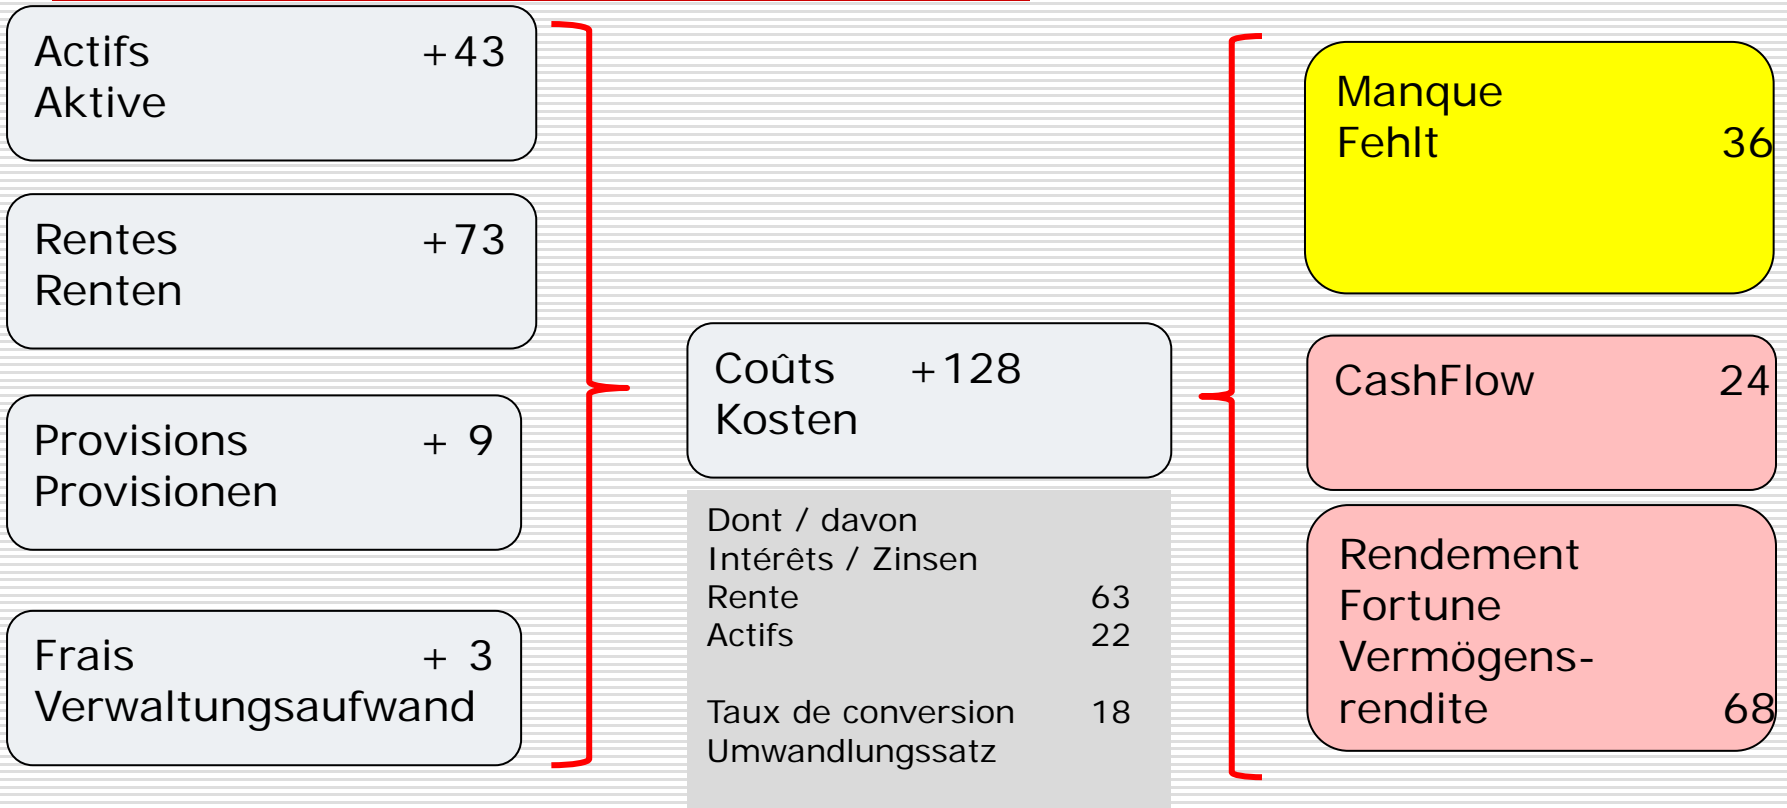 Actifs +43
Aktive
Rentes +73
Renten
Provisions + 9
Provisionen
Frais + 3
Verwaltungsaufwand
Coûts +128
Kosten
Dont / davon
Intérêts / Zinsen
Rente 63
Actifs 22
Taux de conversion 18
Umwandlungssatz
Manque
Fehlt 36
CashFlow 24
Rendement
Fortune
Vermögens-
rendite 68